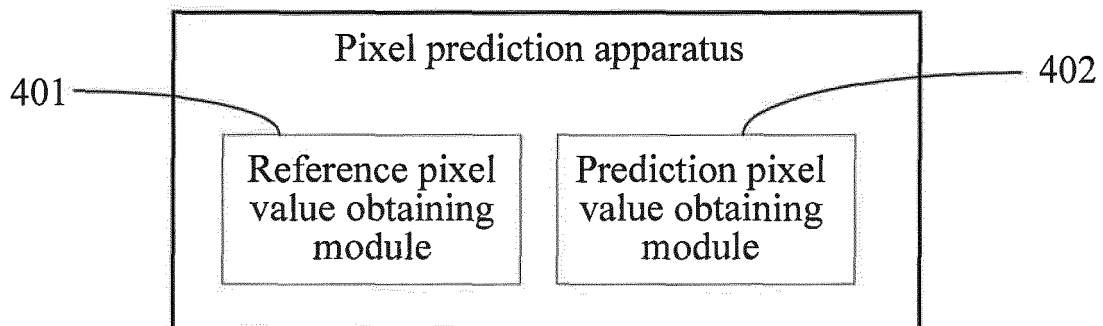 Pixel prediction apparatus
401
402
Reference pixel
value obtaining
module
Prediction pixel
value obtaining
module